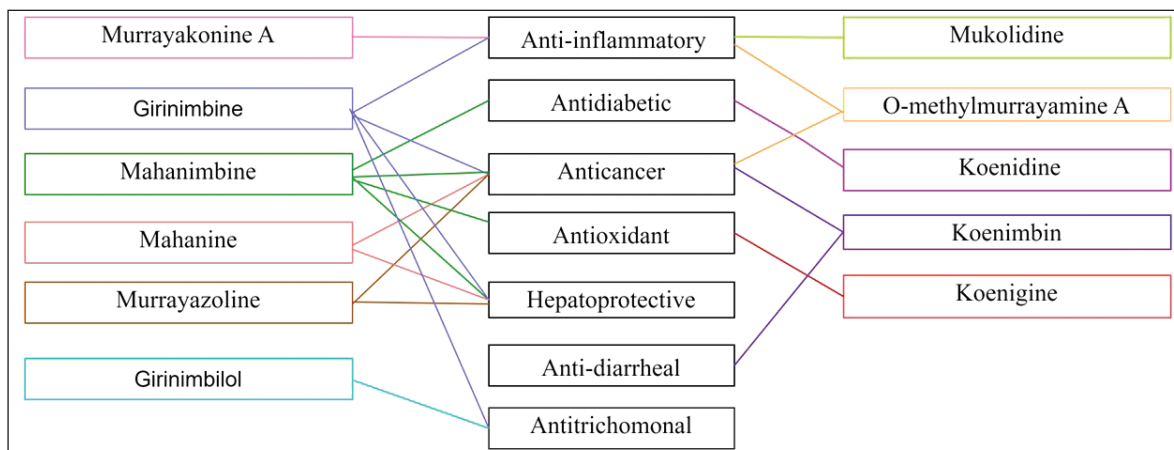 Murrayakonine A
Girinimbine
Mahanimbine
Mahanine
Murrayazoline
Girinimbilol
Anti-inflammatory
Antidiabetic
Anticancer
Antioxidant
Hepatoprotective
Anti-diarrheal
Antitrichomonal
Mukolidine
O-methylmurrayamine A
Koenidine
Koenimbin
Koenigine